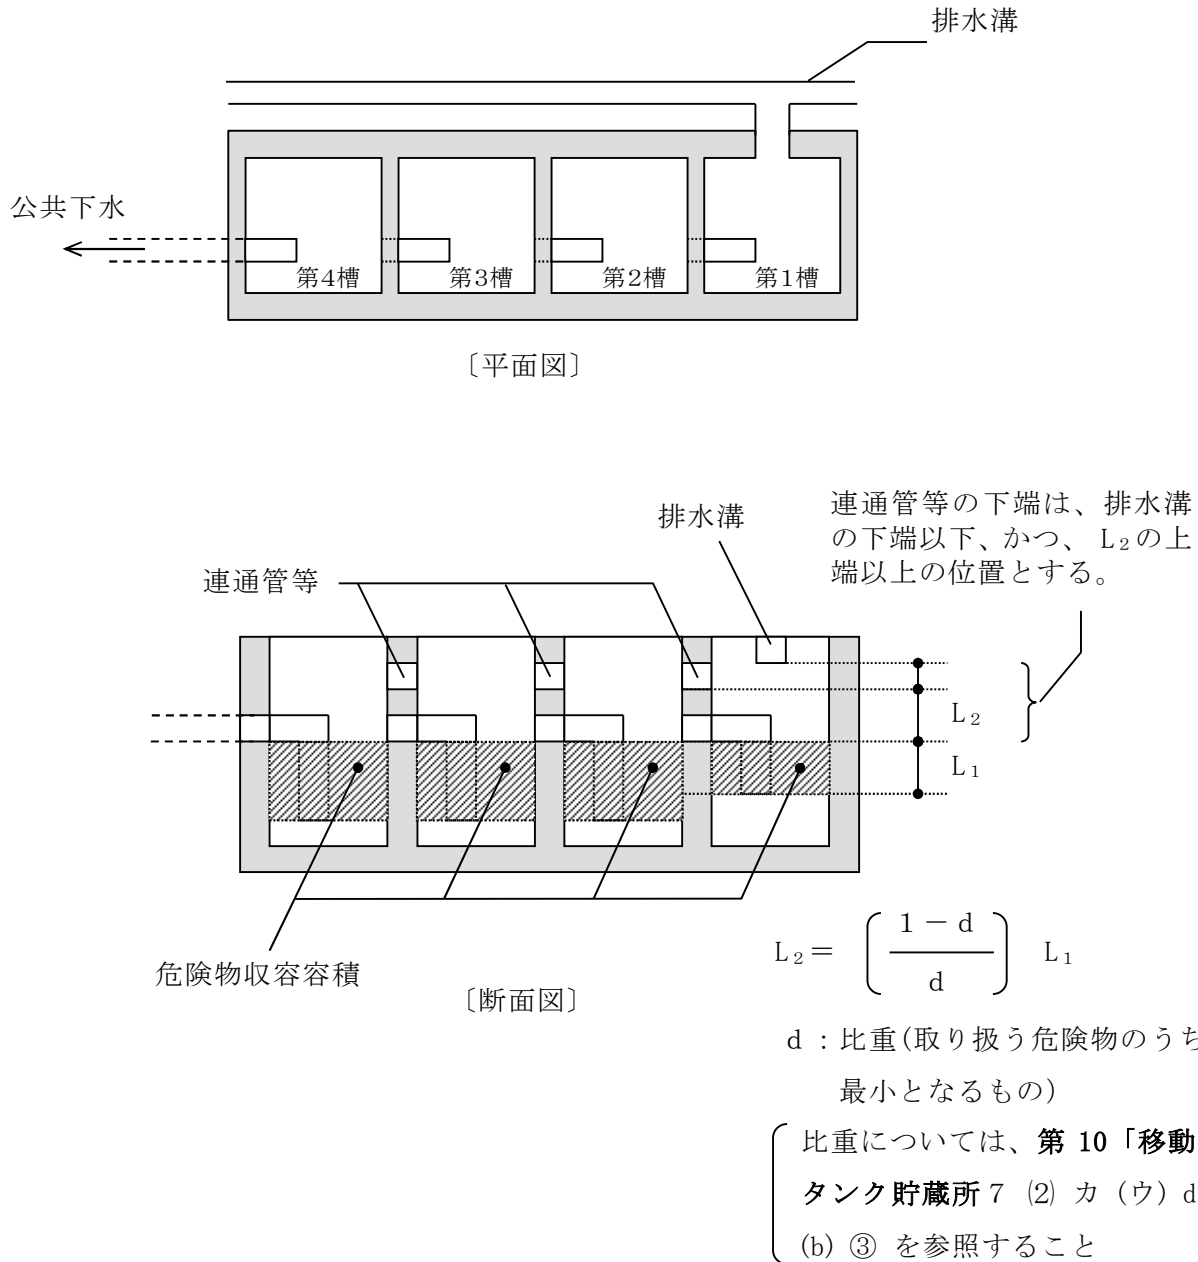 排水溝
公共下水
第4槽
第3槽
第2槽
第1槽
〔平面図〕
排水溝
連通管等
連通管等の下端は、排水溝
の下端以下、かつ、L₂の上
端以上の位置とする。
L₂
L₁
危険物収容容積
〔断面図〕
L₂＝ (1－d / d) L₁
d：比重(取り扱う危険物のうち
最小となるもの)
比重については、第 10「移動
タンク貯蔵所 7 ⑵ カ (ウ) d
(b) ③ を参照すること